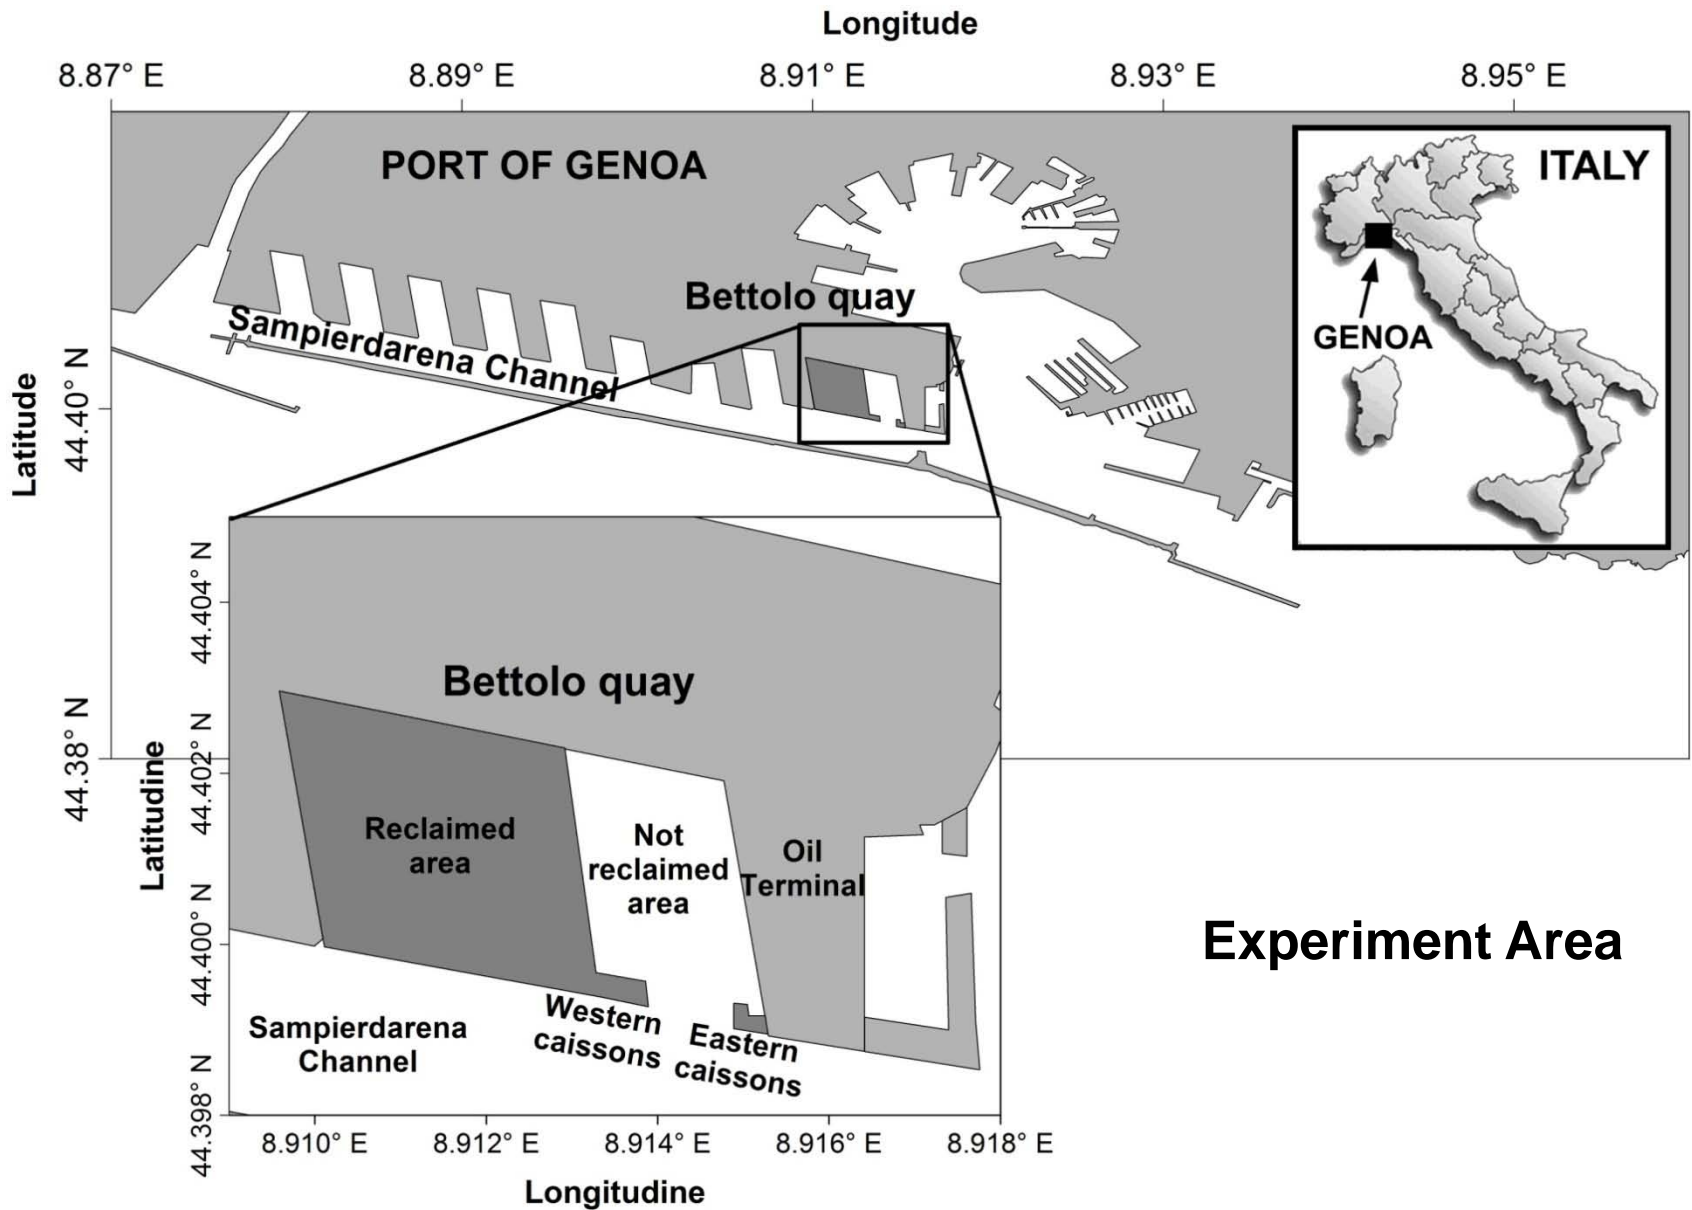 Longitude
8.87° E
8.89° E
8.91° E
8.93° E
8.95° E
PORT OF GENOA
ITALY
GENOA
Bettolo quay
Sampierdarena Channel
Latitude
44.40° N
44.38° N
Bettolo quay
Reclaimed
area
Not
reclaimed
area
Oil
Terminal
Western
caissons
Eastern
caissons
Sampierdarena
Channel
Latitudine
44.404° N
44.402° N
44.400° N
44.398° N
8.910° E
8.912° E
8.914° E
8.916° E
8.918° E
Longitudine
Experiment Area